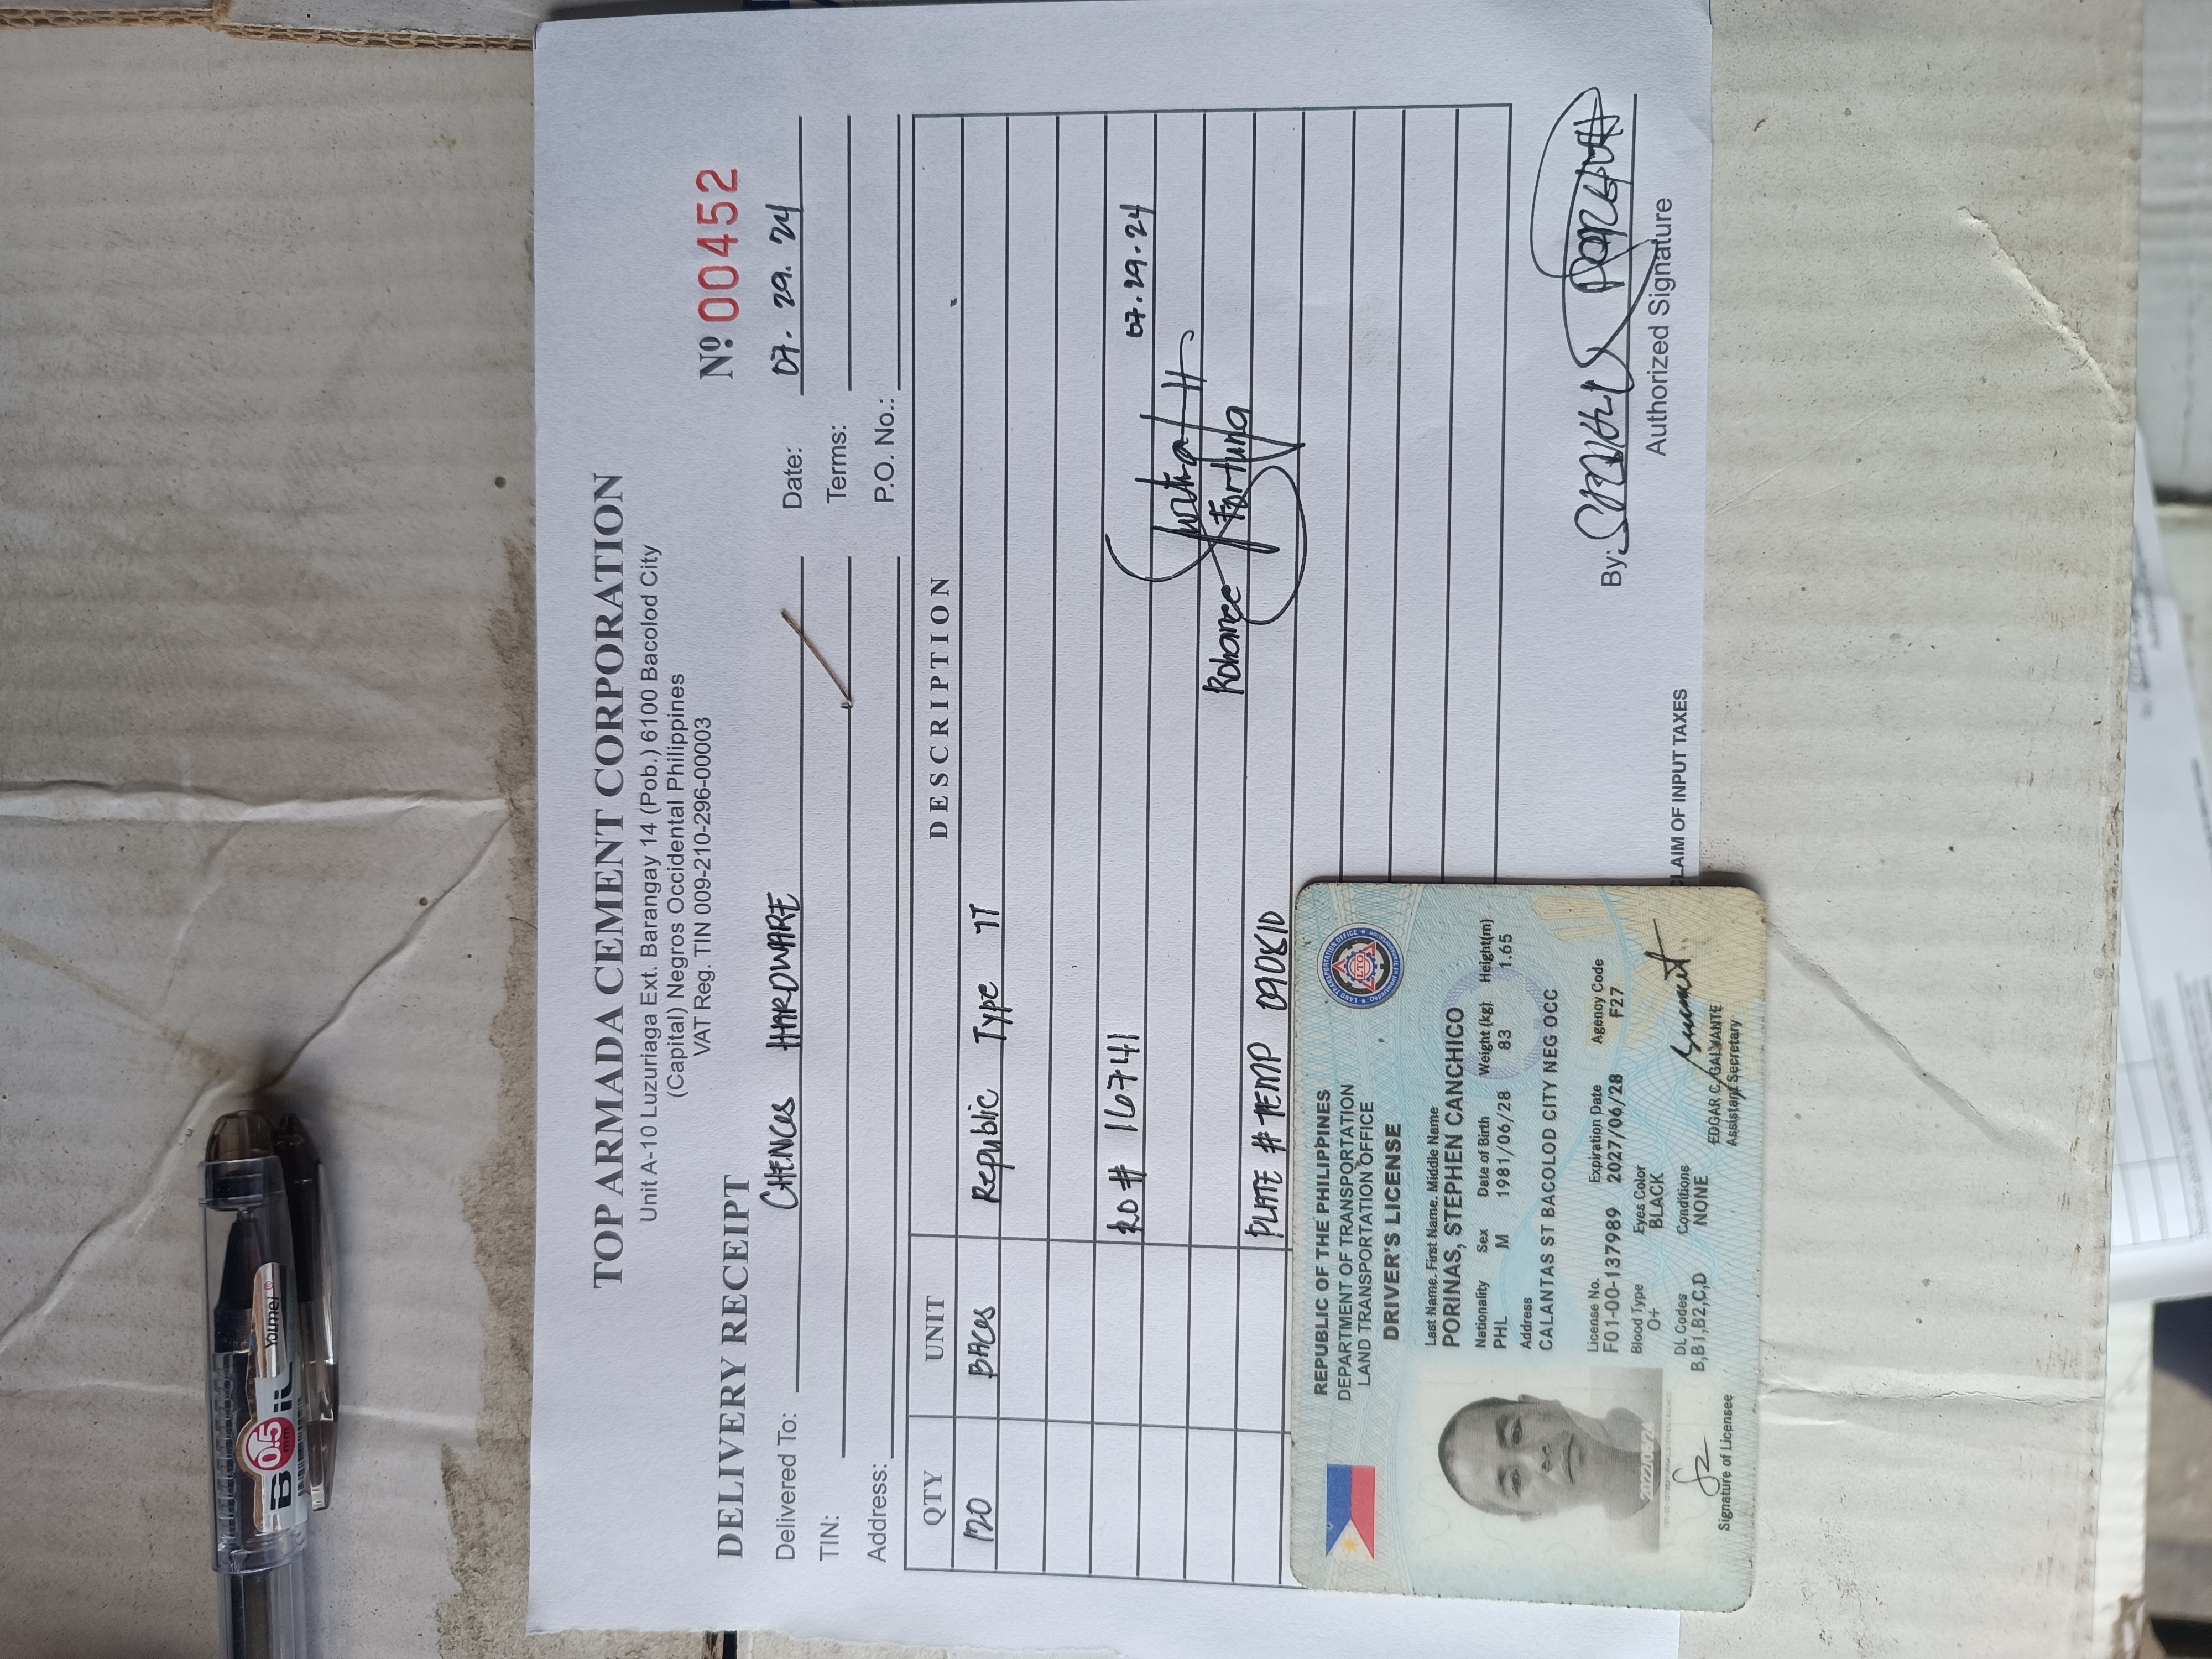 TOP ARMADA CEMENT CORPORATION
Unit A-10 Luzuriaga Ext. Barangay 14 (Pob.) 6100 Bacolod City
(Capital) Negros Occidental Philippines
VAT Reg. TIN 009-210-296-00003
DELIVERY RECEIPT
Nº 00452
Delivered To: CHENCES HARDWARE Date: 07. 29. 24
TIN: Terms:
Address: P.O. No.:
QTY UNIT DESCRIPTION
BAGS Republic Type 1T
# 16741 07.29.24
Fortuna
PLATE # TEMP
By:
Authorized Signature
CLAIM OF INPUT TAXES
REPUBLIC OF THE PHILIPPINES
DEPARTMENT OF TRANSPORTATION
LAND TRANSPORTATION OFFICE
DRIVER'S LICENSE
Last Name. First Name. Middle Name
PORINAS, STEPHEN CANCHICO
Nationality Sex Date of Birth Weight (kg) Height(m)
PHL M 1981/06/28 83 1.65
Address
CALANTAS ST BACOLOD CITY NEG OCC
License No. Expiration Date Agency Code
F01-00-137989 2027/06/28 F27
Blood Type Eyes Color
O+ BLACK
DL Codes Conditions
B,B1,B2,C,D NONE
EDGAR C. GALVANTE
Assistant Secretary
Signature of Licensee
LTO
B 0.5 mm
Youmei